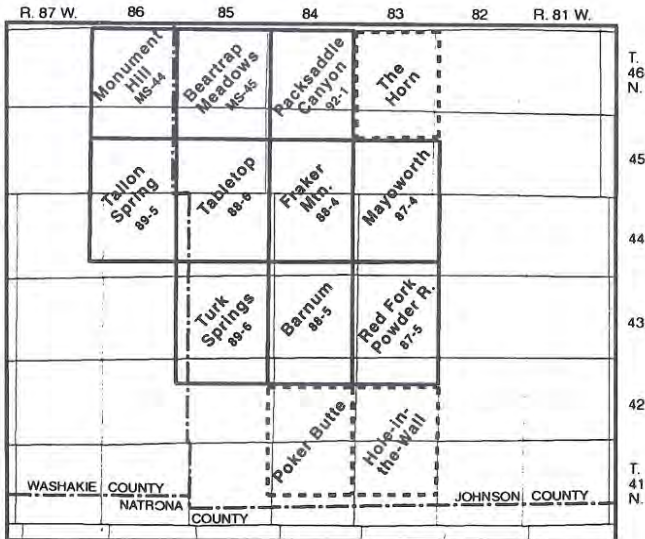 R. 87 W. 86 85 84 83 82 R. 81 W.
T.
46
N.
45
44
43
42
T.
41
N.
Monument
Hill
MS-44
Beartrap
Meadows
MS-45
Packsaddle
Canyon
92-1
The
Horn
Tallon
Spring
89-5
Tabletop
88-6
Fraker
Mtn.
88-4
Mayoworth
87-4
Turk
Springs
89-6
Barnum
88-5
Red Fork
Powder R.
87-5
Poker Butte
Hole-in-
the-Wall
WASHAKIE COUNTY
NATRONA
COUNTY
JOHNSON COUNTY